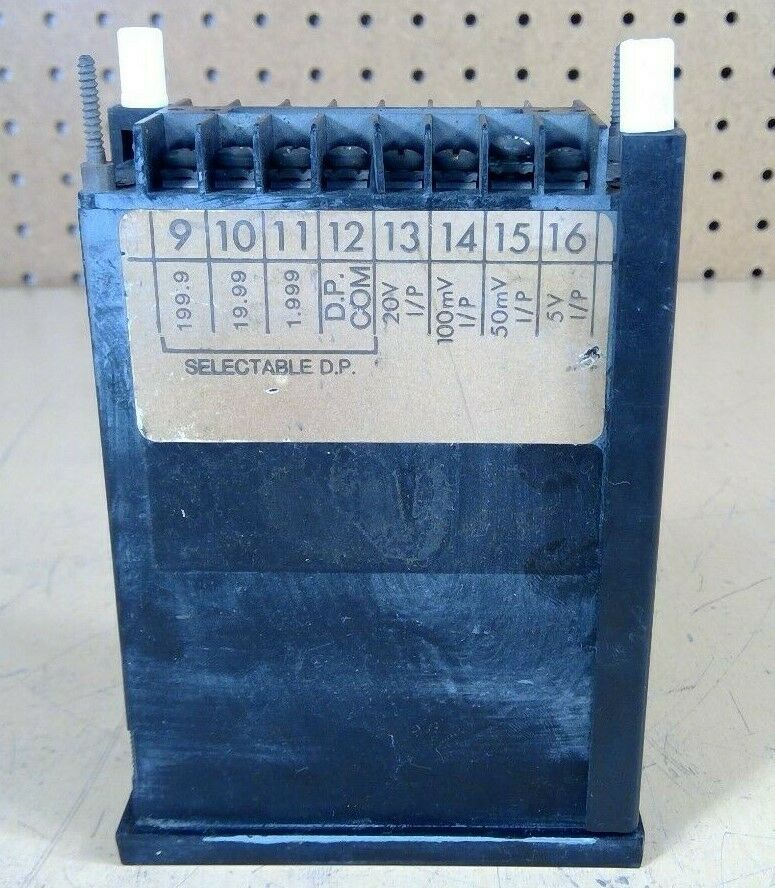 9 10 11 12 13 14 15 16
199.9
19.99
1.999
D.P.
COM
20V
I/P
100mV
I/P
50mV
I/P
5V
I/P
SELECTABLE D.P.